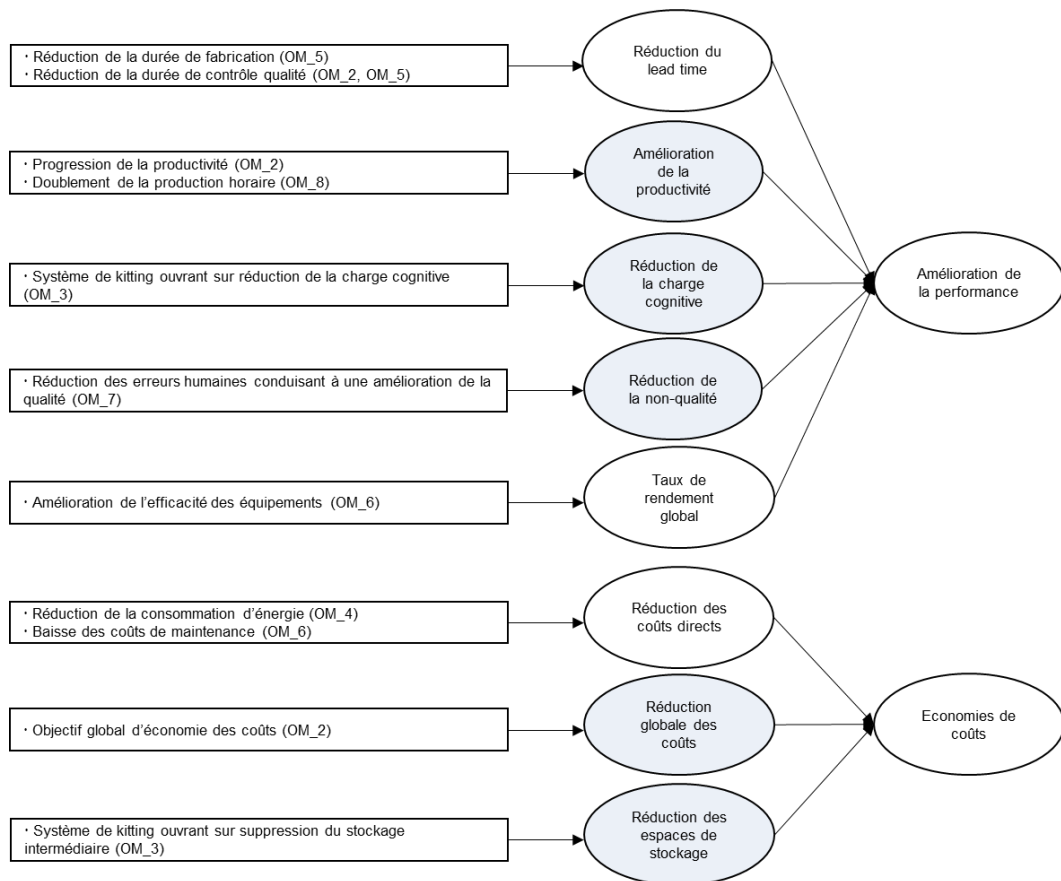 · Réduction de la durée de fabrication (OM_5)
· Réduction de la durée de contrôle qualité (OM_2, OM_5)
Réduction du
lead time
· Progression de la productivité (OM_2)
· Doublement de la production horaire (OM_8)
Amélioration
de la
productivité
· Système de kitting ouvrant sur réduction de la charge cognitive
(OM_3)
Réduction de
la charge
cognitive
Amélioration de
la performance
· Réduction des erreurs humaines conduisant à une amélioration de la
qualité (OM_7)
Réduction de
la non-qualité
· Amélioration de l'efficacité des équipements (OM_6)
Taux de
rendement
global
· Réduction de la consommation d'énergie (OM_4)
· Baisse des coûts de maintenance (OM_6)
Réduction des
coûts directs
· Objectif global d'économie des coûts (OM_2)
Réduction
globale des
coûts
Economies de
coûts
· Système de kitting ouvrant sur suppression du stockage
intermédiaire (OM_3)
Réduction des
espaces de
stockage